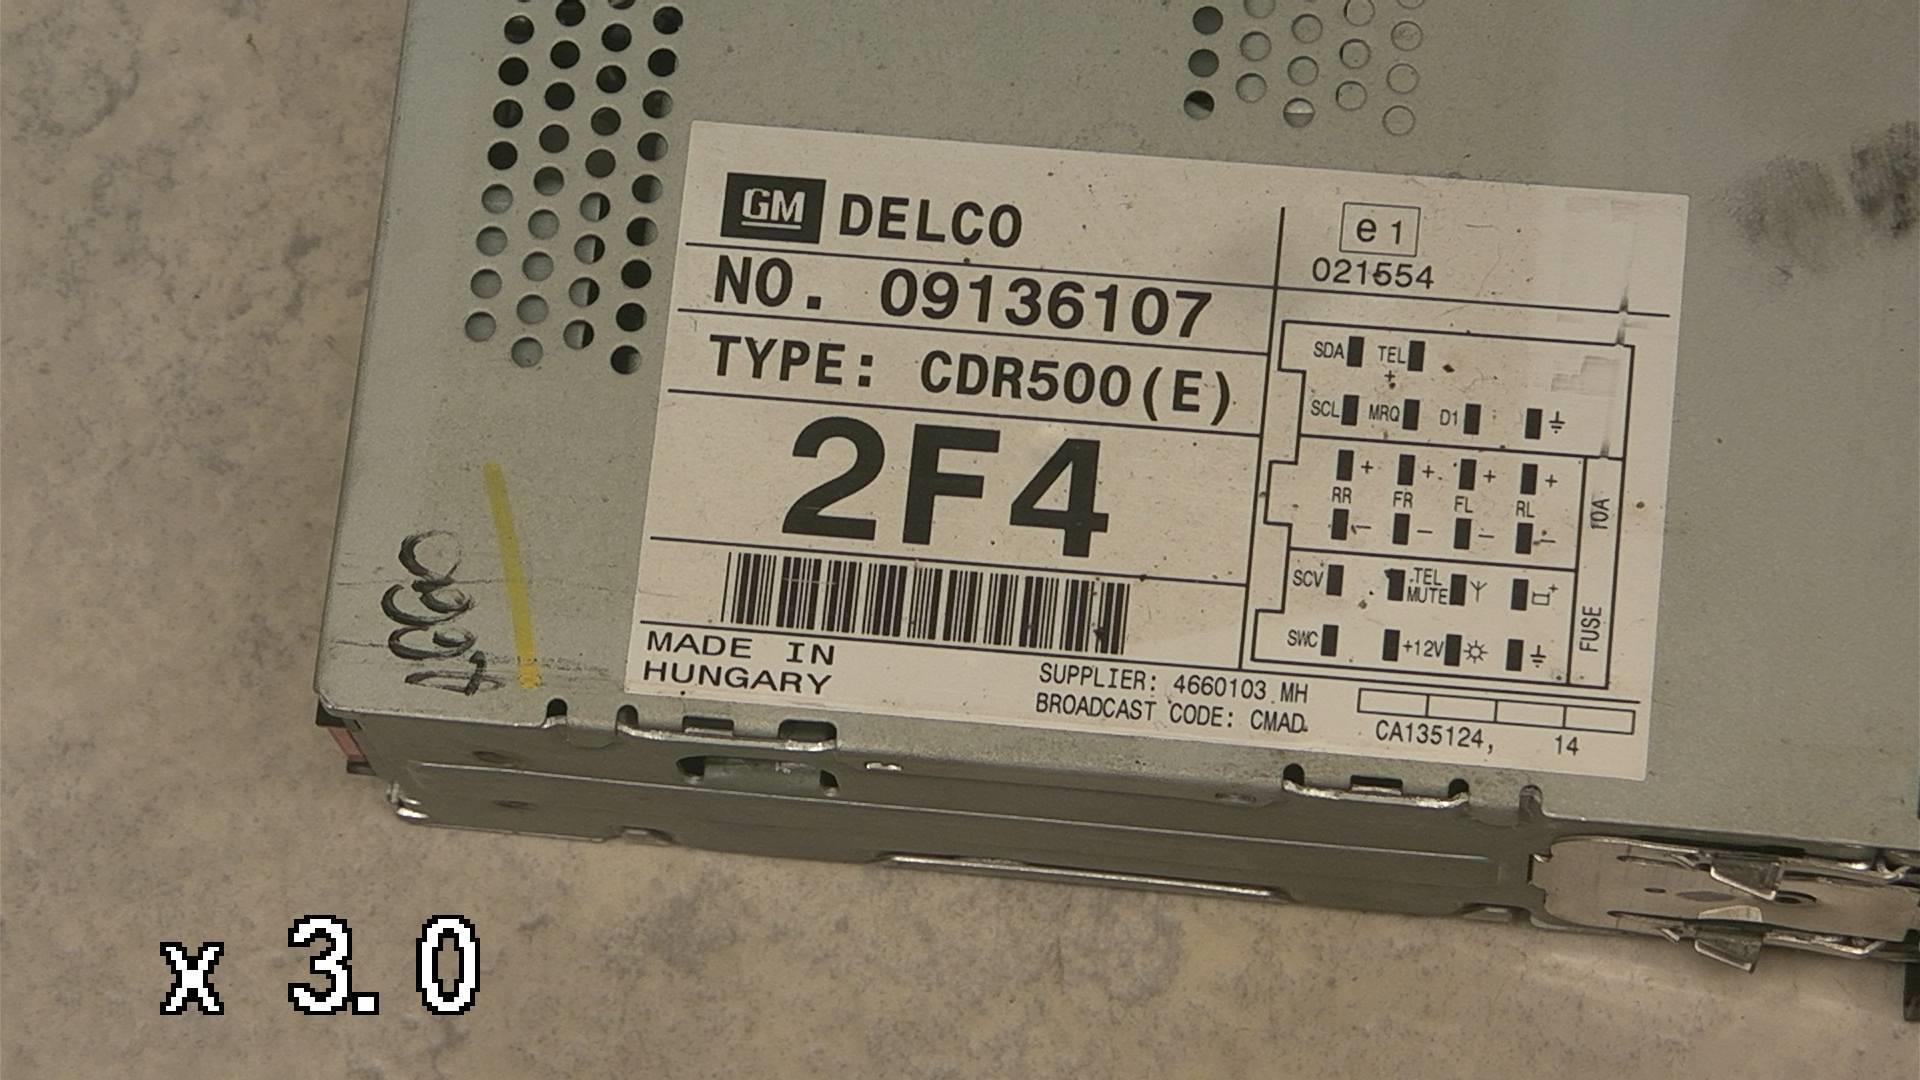 GM DELCO
e1
021554
NO. 09136107
TYPE: CDR500(E)
2F4
SDA TEL
+
SCL MRQ D1
+ + + +
RR FR FL RL
- - - -
10A
SCV TEL MUTE +
SWC +12V
FUSE
MADE IN
HUNGARY
SUPPLIER: 4660103 MH
BROADCAST CODE: CMAD
CA135124, 14
x 3.0